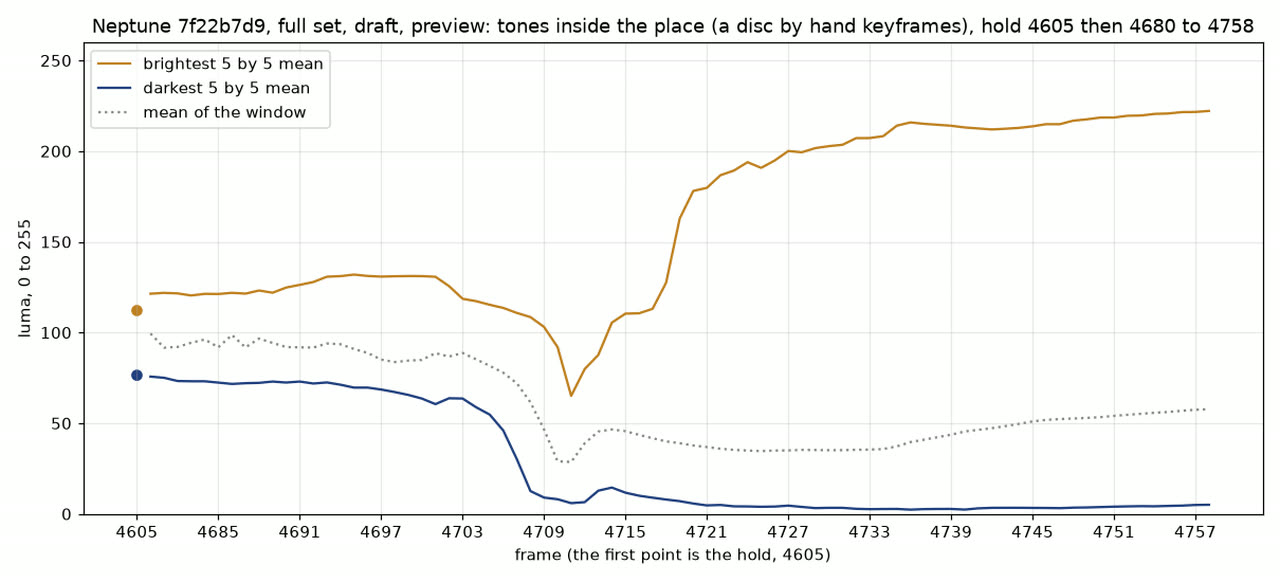 Neptune 7f22b7d9, full set, draft, preview: tones inside the place (a disc by hand keyframes), hold 4605 then 4680 to 4758
brightest 5 by 5 mean
darkest 5 by 5 mean
mean of the window
luma, 0 to 255
250
200
150
100
50
0
4605 4685 4691 4697 4703 4709 4715 4721 4727 4733 4739 4745 4751 4757
frame (the first point is the hold, 4605)